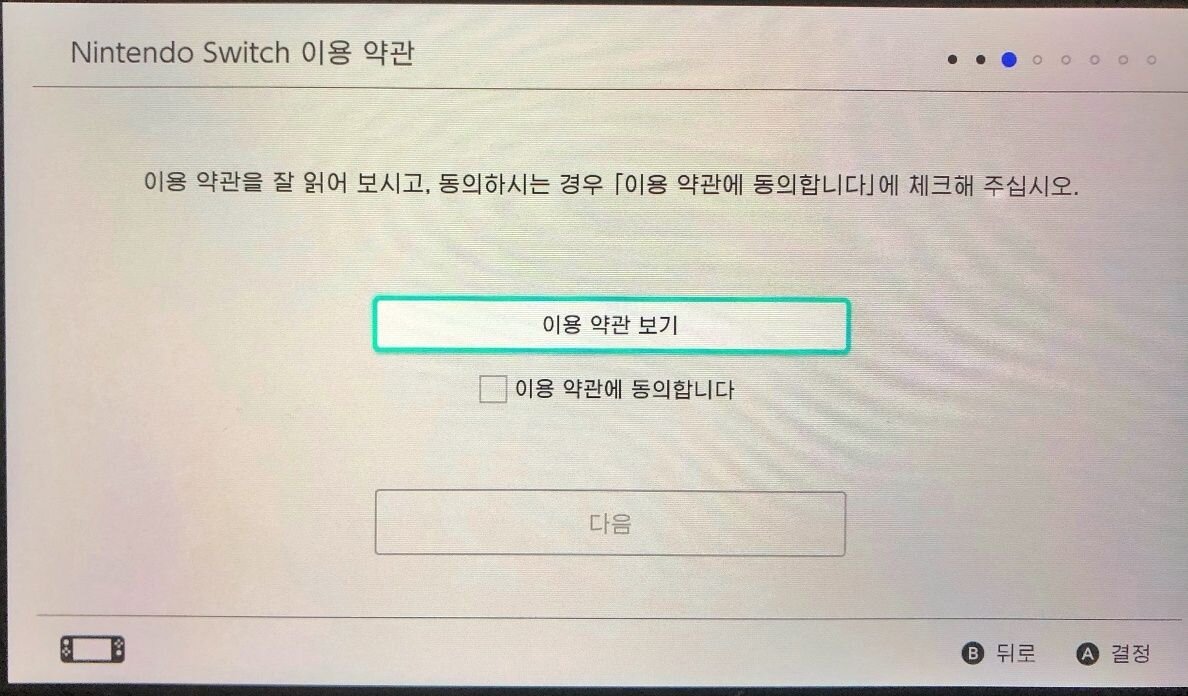 Nintendo Switch 이용 약관
이용 약관을 잘 읽어 보시고, 동의하시는 경우 「이용 약관에 동의합니다」에 체크해 주십시오.
이용 약관 보기
이용 약관에 동의합니다
다음
B 뒤로 A 결정